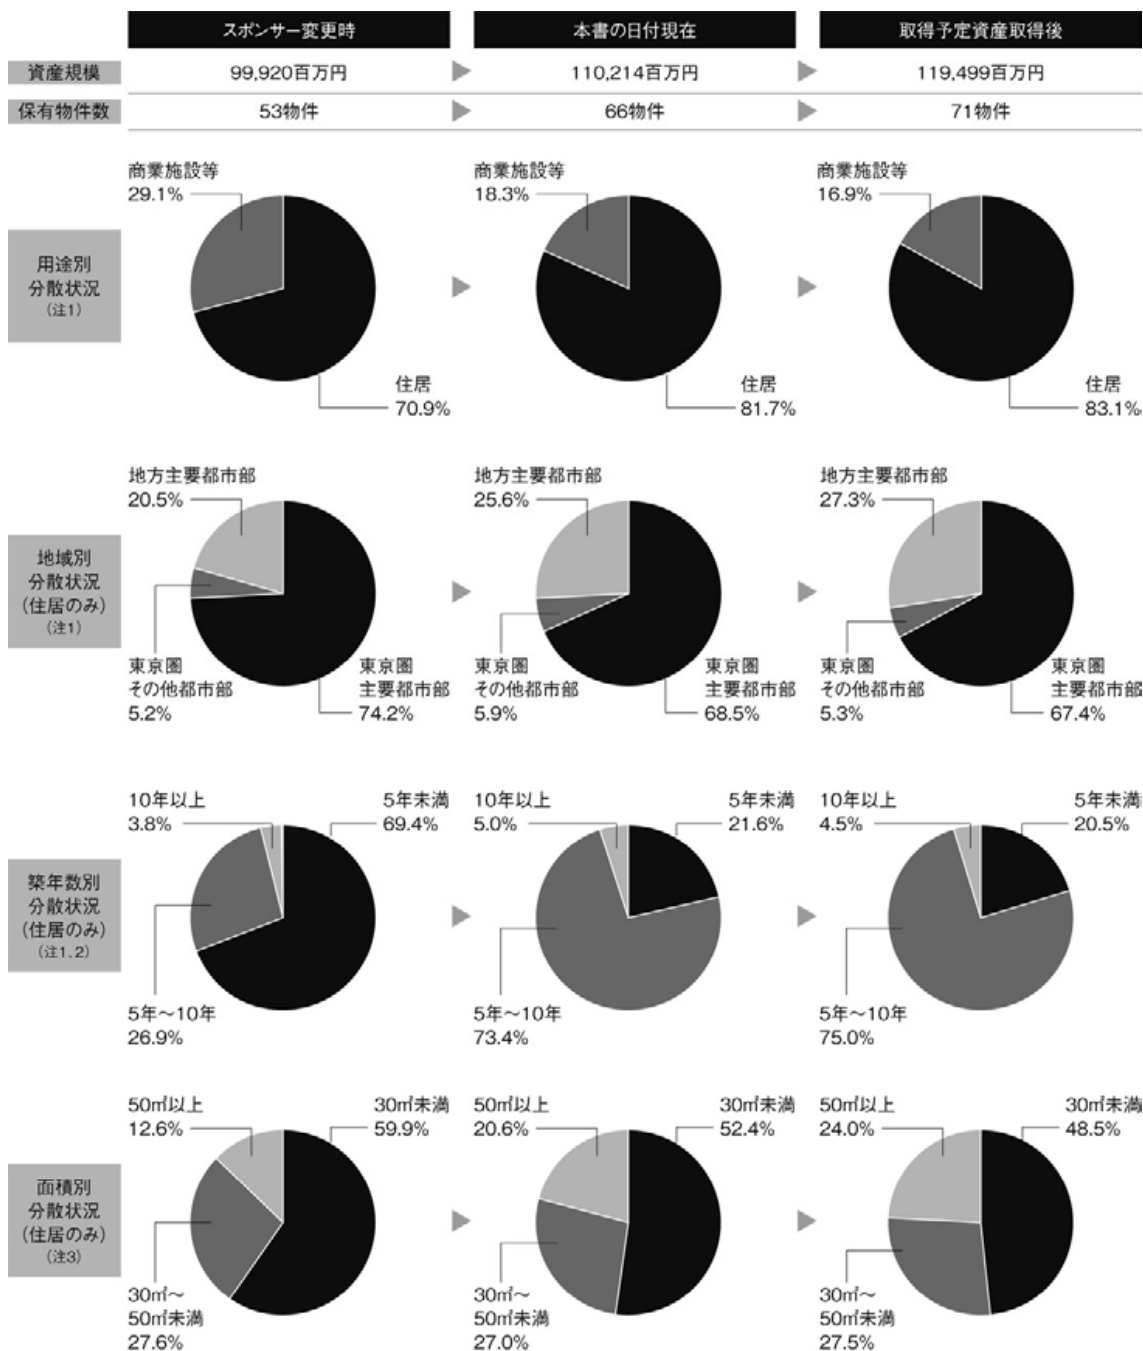 スポンサー変更時
本書の日付現在
取得予定資産取得後
資産規模
99,920百万円
110,214百万円
119,499百万円
保有物件数
53物件
66物件
71物件
用途別
分散状況
(注1)
商業施設等
29.1%
住居
70.9%
商業施設等
18.3%
住居
81.7%
商業施設等
16.9%
住居
83.1%
地域別
分散状況
(住居のみ)
(注1)
地方主要都市部
20.5%
東京圏
その他都市部
5.2%
東京圏
主要都市部
74.2%
地方主要都市部
25.6%
東京圏
その他都市部
5.9%
東京圏
主要都市部
68.5%
地方主要都市部
27.3%
東京圏
その他都市部
5.3%
東京圏
主要都市部
67.4%
築年数別
分散状況
(住居のみ)
(注1、2)
10年以上
3.8%
5年未満
69.4%
5年～10年
26.9%
10年以上
5.0%
5年未満
21.6%
5年～10年
73.4%
10年以上
4.5%
5年未満
20.5%
5年～10年
75.0%
面積別
分散状況
(住居のみ)
(注3)
50㎡以上
12.6%
30㎡未満
59.9%
30㎡～
50㎡未満
27.6%
50㎡以上
20.6%
30㎡未満
52.4%
30㎡～
50㎡未満
27.0%
50㎡以上
24.0%
30㎡未満
48.5%
30㎡～
50㎡未満
27.5%